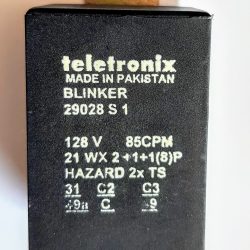 teletronix
MADE IN PAKISTAN
BLINKER
29028 S 1
128 V 85CPM
21 WX 2+1+1(8)P
HAZARD 2x TS
31 C2 C3
49a C -9